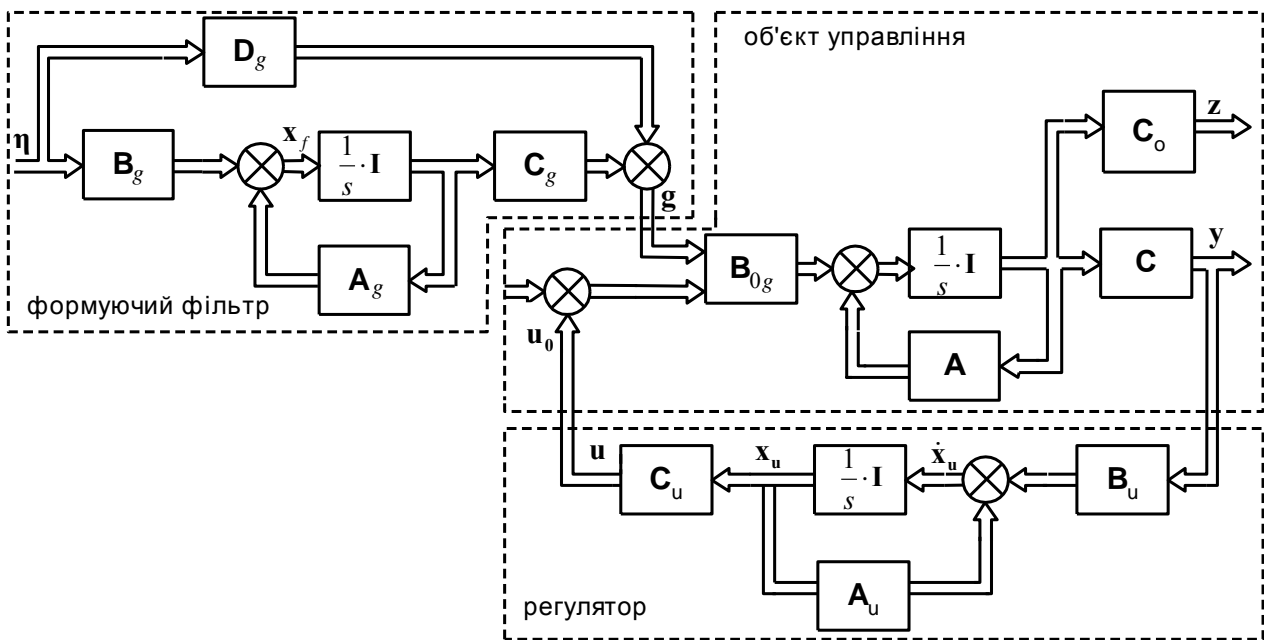 об'єкт управління
D_g
η
B_g
x_f
1/s · I
C_g
C_o
z
g
A_g
формуючий фільтр
B_0g
1/s · I
C
y
u_0
A
u
C_u
x_u
1/s · I
ẋ_u
B_u
A_u
регулятор